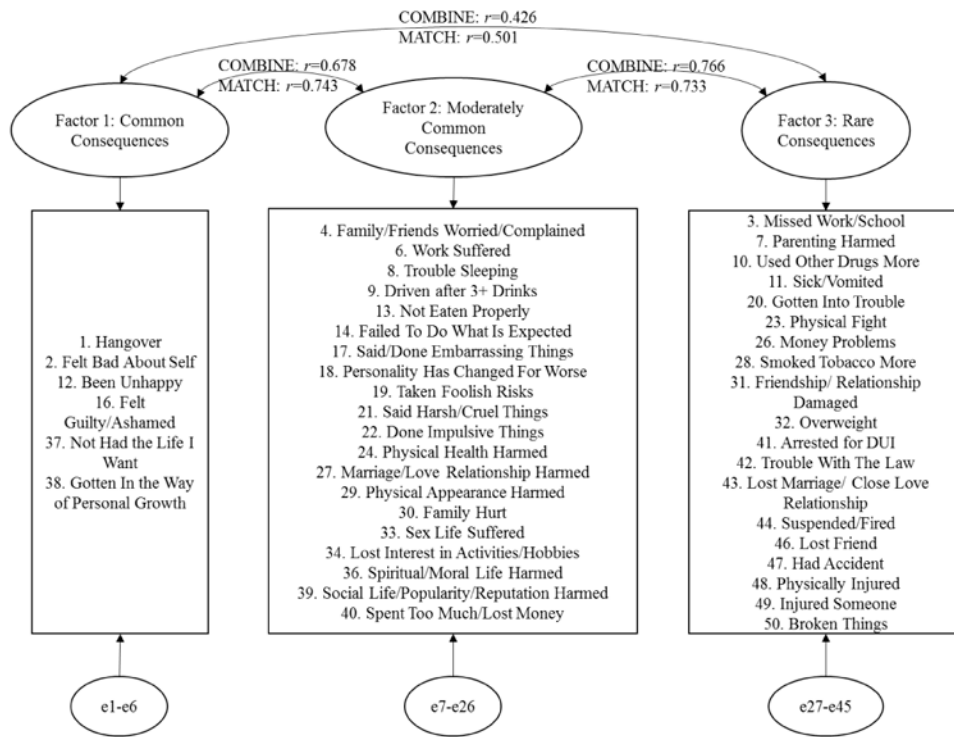 COMBINE: r=0.426
MATCH: r=0.501
COMBINE: r=0.678
MATCH: r=0.743
COMBINE: r=0.766
MATCH: r=0.733
Factor 1: Common
Consequences
Factor 2: Moderately
Common
Consequences
Factor 3: Rare
Consequences
1. Hangover
2. Felt Bad About Self
12. Been Unhappy
16. Felt
Guilty/Ashamed
37. Not Had the Life I
Want
38. Gotten In the Way
of Personal Growth
4. Family/Friends Worried/Complained
6. Work Suffered
8. Trouble Sleeping
9. Driven after 3+ Drinks
13. Not Eaten Properly
14. Failed To Do What Is Expected
17. Said/Done Embarrassing Things
18. Personality Has Changed For Worse
19. Taken Foolish Risks
21. Said Harsh/Cruel Things
22. Done Impulsive Things
24. Physical Health Harmed
27. Marriage/Love Relationship Harmed
29. Physical Appearance Harmed
30. Family Hurt
33. Sex Life Suffered
34. Lost Interest in Activities/Hobbies
36. Spiritual/Moral Life Harmed
39. Social Life/Popularity/Reputation Harmed
40. Spent Too Much/Lost Money
3. Missed Work/School
7. Parenting Harmed
10. Used Other Drugs More
11. Sick/Vomited
20. Gotten Into Trouble
23. Physical Fight
26. Money Problems
28. Smoked Tobacco More
31. Friendship/ Relationship
Damaged
32. Overweight
41. Arrested for DUI
42. Trouble With The Law
43. Lost Marriage/ Close Love
Relationship
44. Suspended/Fired
46. Lost Friend
47. Had Accident
48. Physically Injured
49. Injured Someone
50. Broken Things
e1-e6
e7-e26
e27-e45